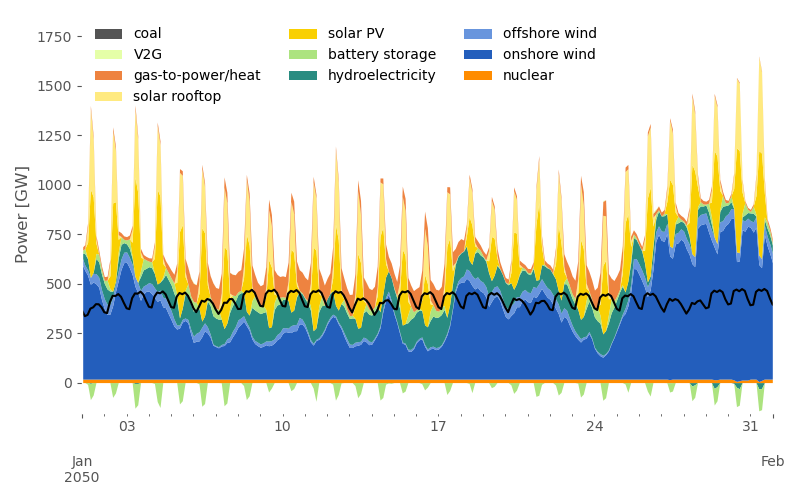 Power [GW]
1750
1500
1250
1000
750
500
250
0
coal
V2G
gas-to-power/heat
solar rooftop
solar PV
battery storage
hydroelectricity
offshore wind
onshore wind
nuclear
03
10
17
24
31
Jan
2050
Feb